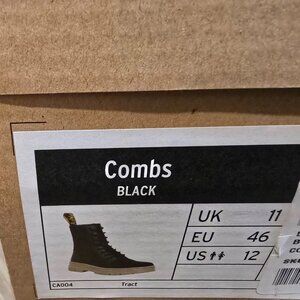 Combs
BLACK
UK 11
EU 46
US 12
CA004 Tract